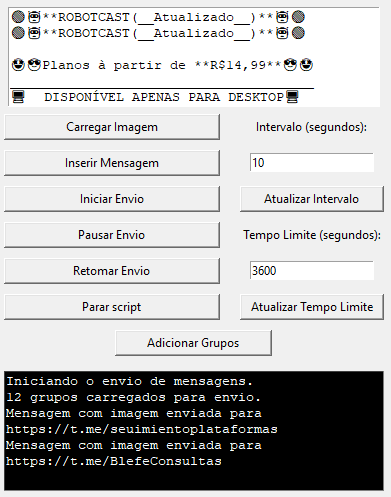 🔵🤖**ROBOTCAST(__Atualizado__)**🤖🔵
🔵🤖**ROBOTCAST(__Atualizado__)**🤖🔵
🤩😎Planos à partir de **R$14,99**😎🤩
________________________________________
🖥 DISPONÍVEL APENAS PARA DESKTOP🖥
Carregar Imagem
Intervalo (segundos):
Inserir Mensagem
10
Iniciar Envio
Atualizar Intervalo
Pausar Envio
Tempo Limite (segundos):
Retomar Envio
3600
Parar script
Atualizar Tempo Limite
Adicionar Grupos
Iniciando o envio de mensagens.
12 grupos carregados para envio.
Mensagem com imagem enviada para
https://t.me/seuimientoplataformas
Mensagem com imagem enviada para
https://t.me/BlefeConsultas